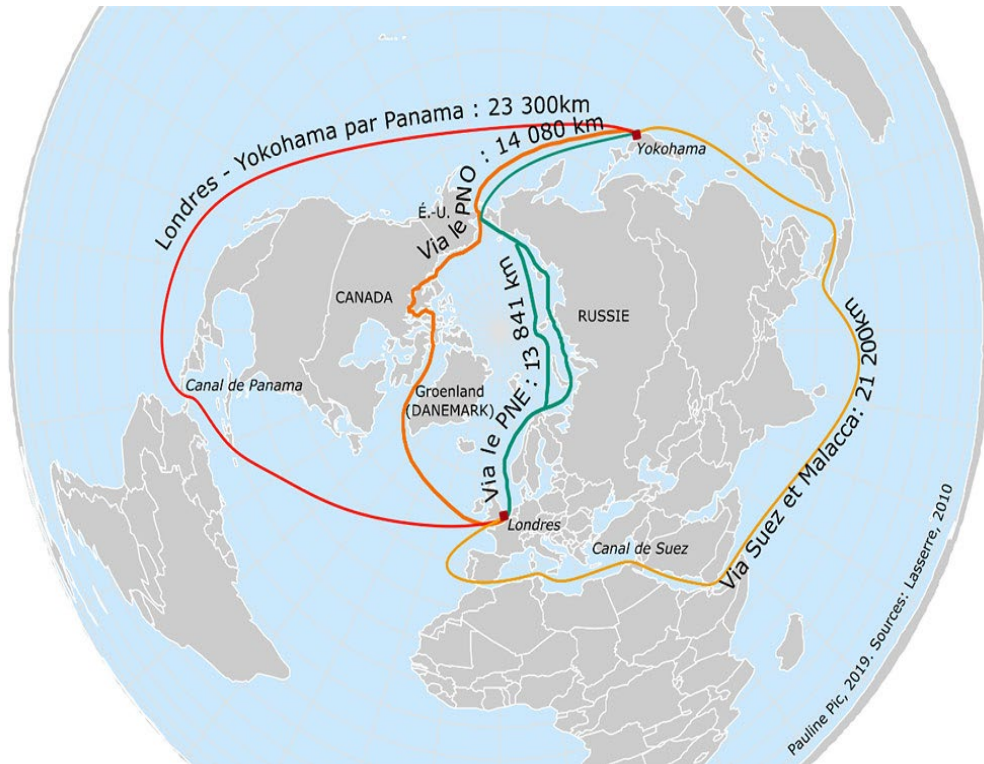 Londres - Yokohama par Panama : 23 300km
Via le PNO : 14 080 km
Yokohama
É.-U.
CANADA
RUSSIE
Via le PNE : 13 841 km
Canal de Panama
Groenland
(DANEMARK)
Via Suez et Malacca: 21 200km
Londres
Canal de Suez
Pauline Pic, 2019. Sources: Lasserre, 2010